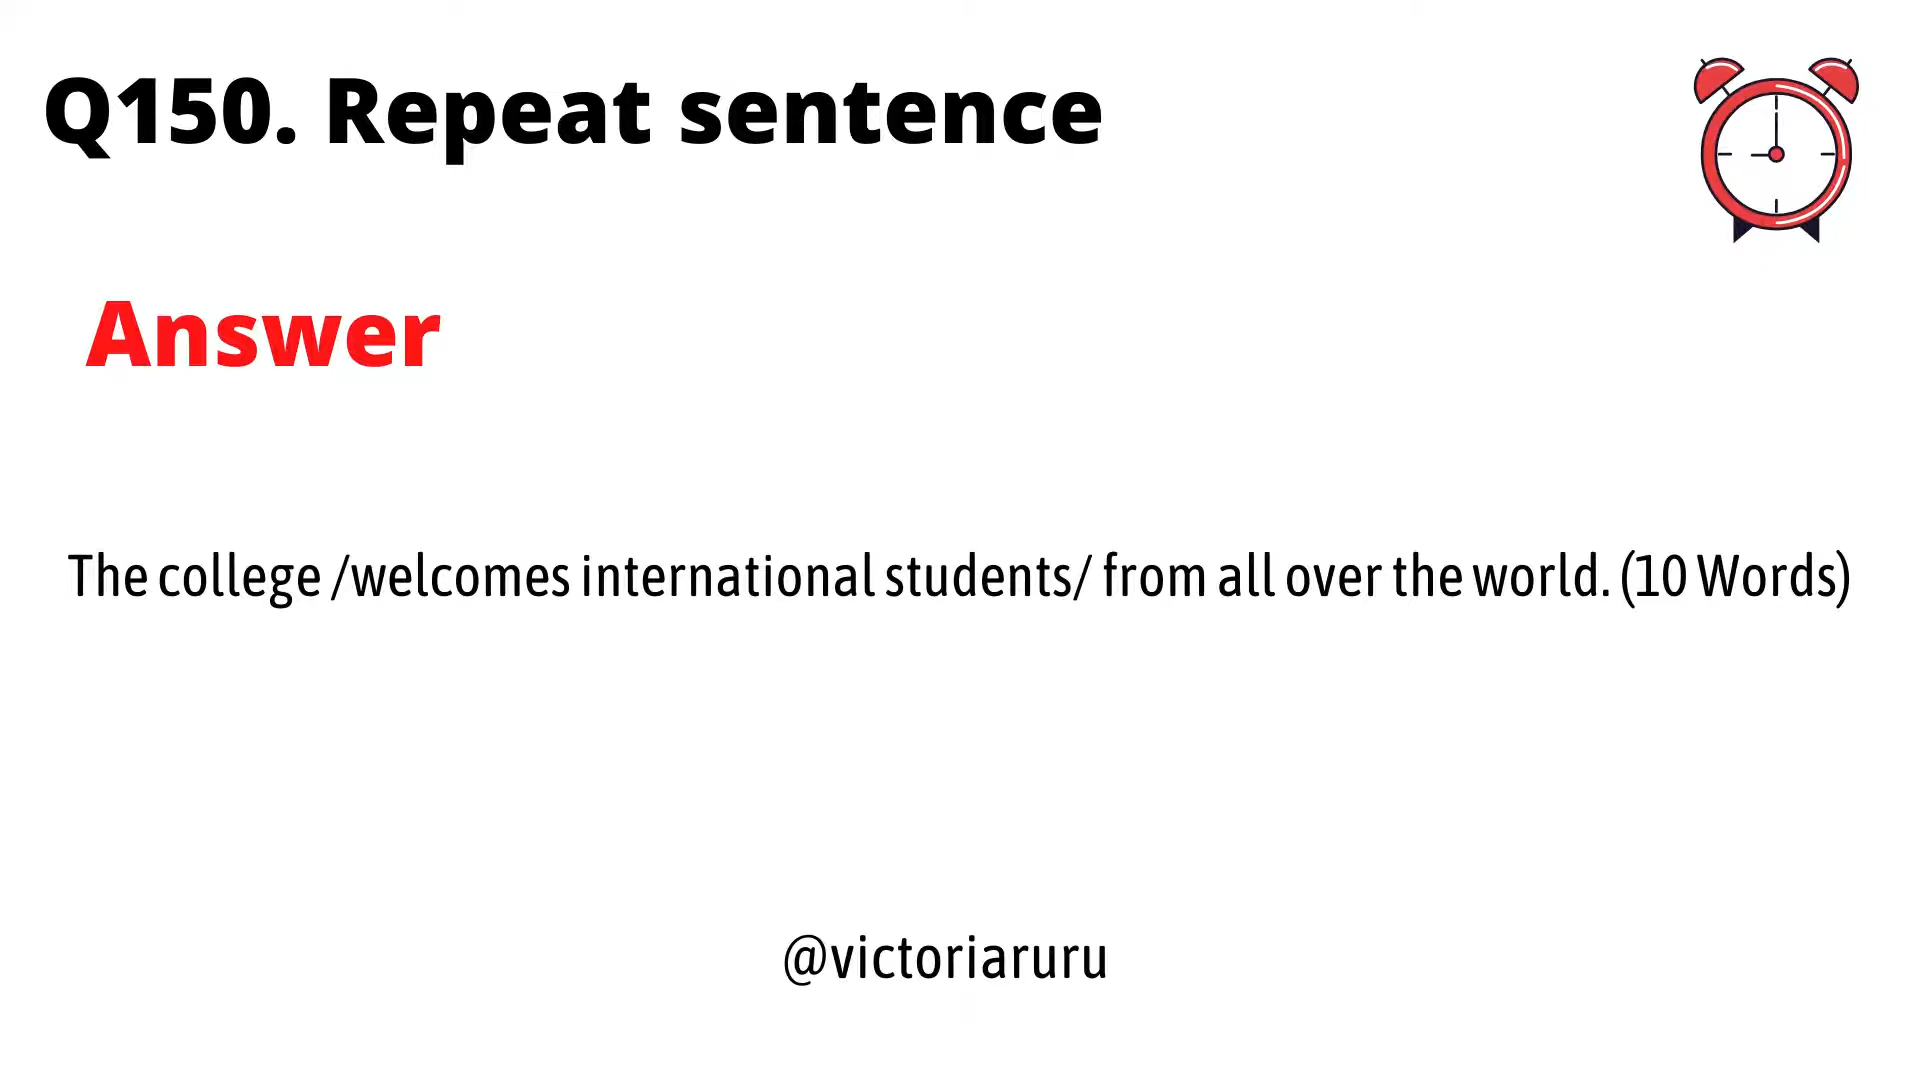 Q150. Repeat sentence
Answer
The college /welcomes international students/ from all over the world. (10 Words)
@victoriaruru